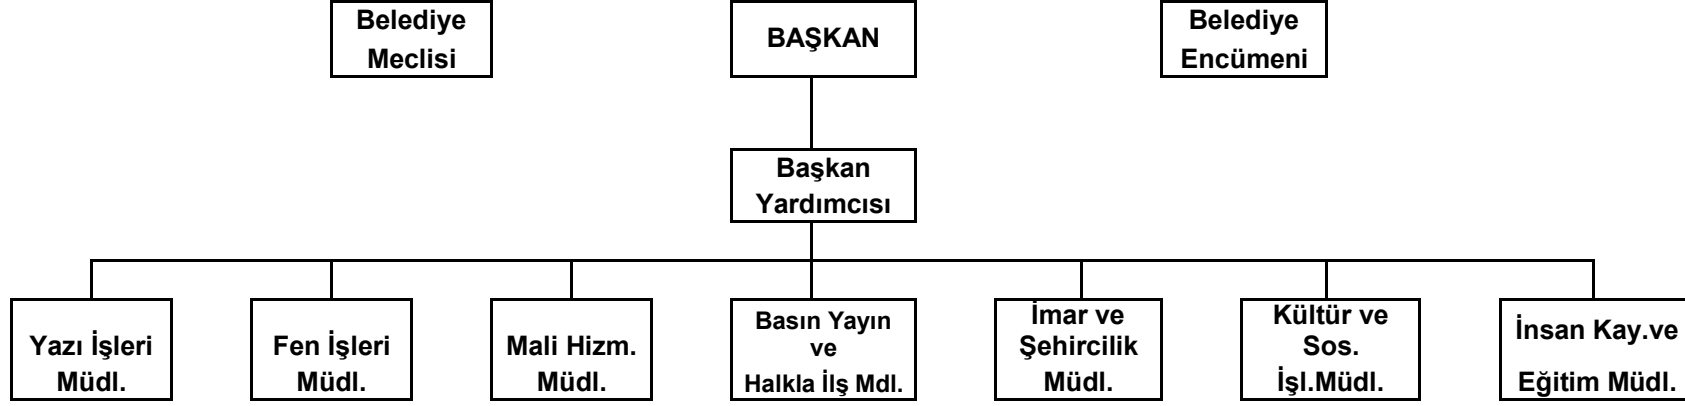 Belediye
Meclisi
BAŞKAN
Belediye
Encümeni
Başkan
Yardımcısı
Yazı İşleri
Müdl.
Fen İşleri
Müdl.
Mali Hizm.
Müdl.
Basın Yayın
ve
Halkla İlş Mdl.
İmar ve
Şehircilik
Müdl.
Kültür ve
Sos.
İşl.Müdl.
İnsan Kay.ve
Eğitim Müdl.